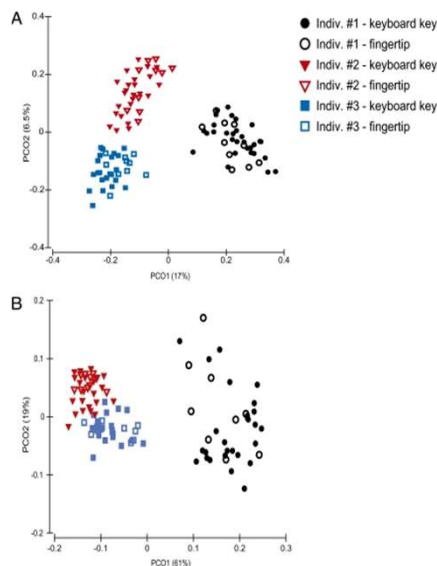 A
Indiv. #1 - keyboard key
Indiv. #1 - fingertip
Indiv. #2 - keyboard key
Indiv. #2 - fingertip
Indiv. #3 - keyboard key
Indiv. #3 - fingertip
0.4
0.2
0
-0.2
-0.4
PCO2 (6.5%)
-0.4 -0.2 0 0.2 0.4
PCO1 (17%)
B
0.2
0.1
0
-0.1
-0.2
PCO2 (19%)
-0.2 -0.1 0 0.1 0.2 0.3
PCO1 (61%)